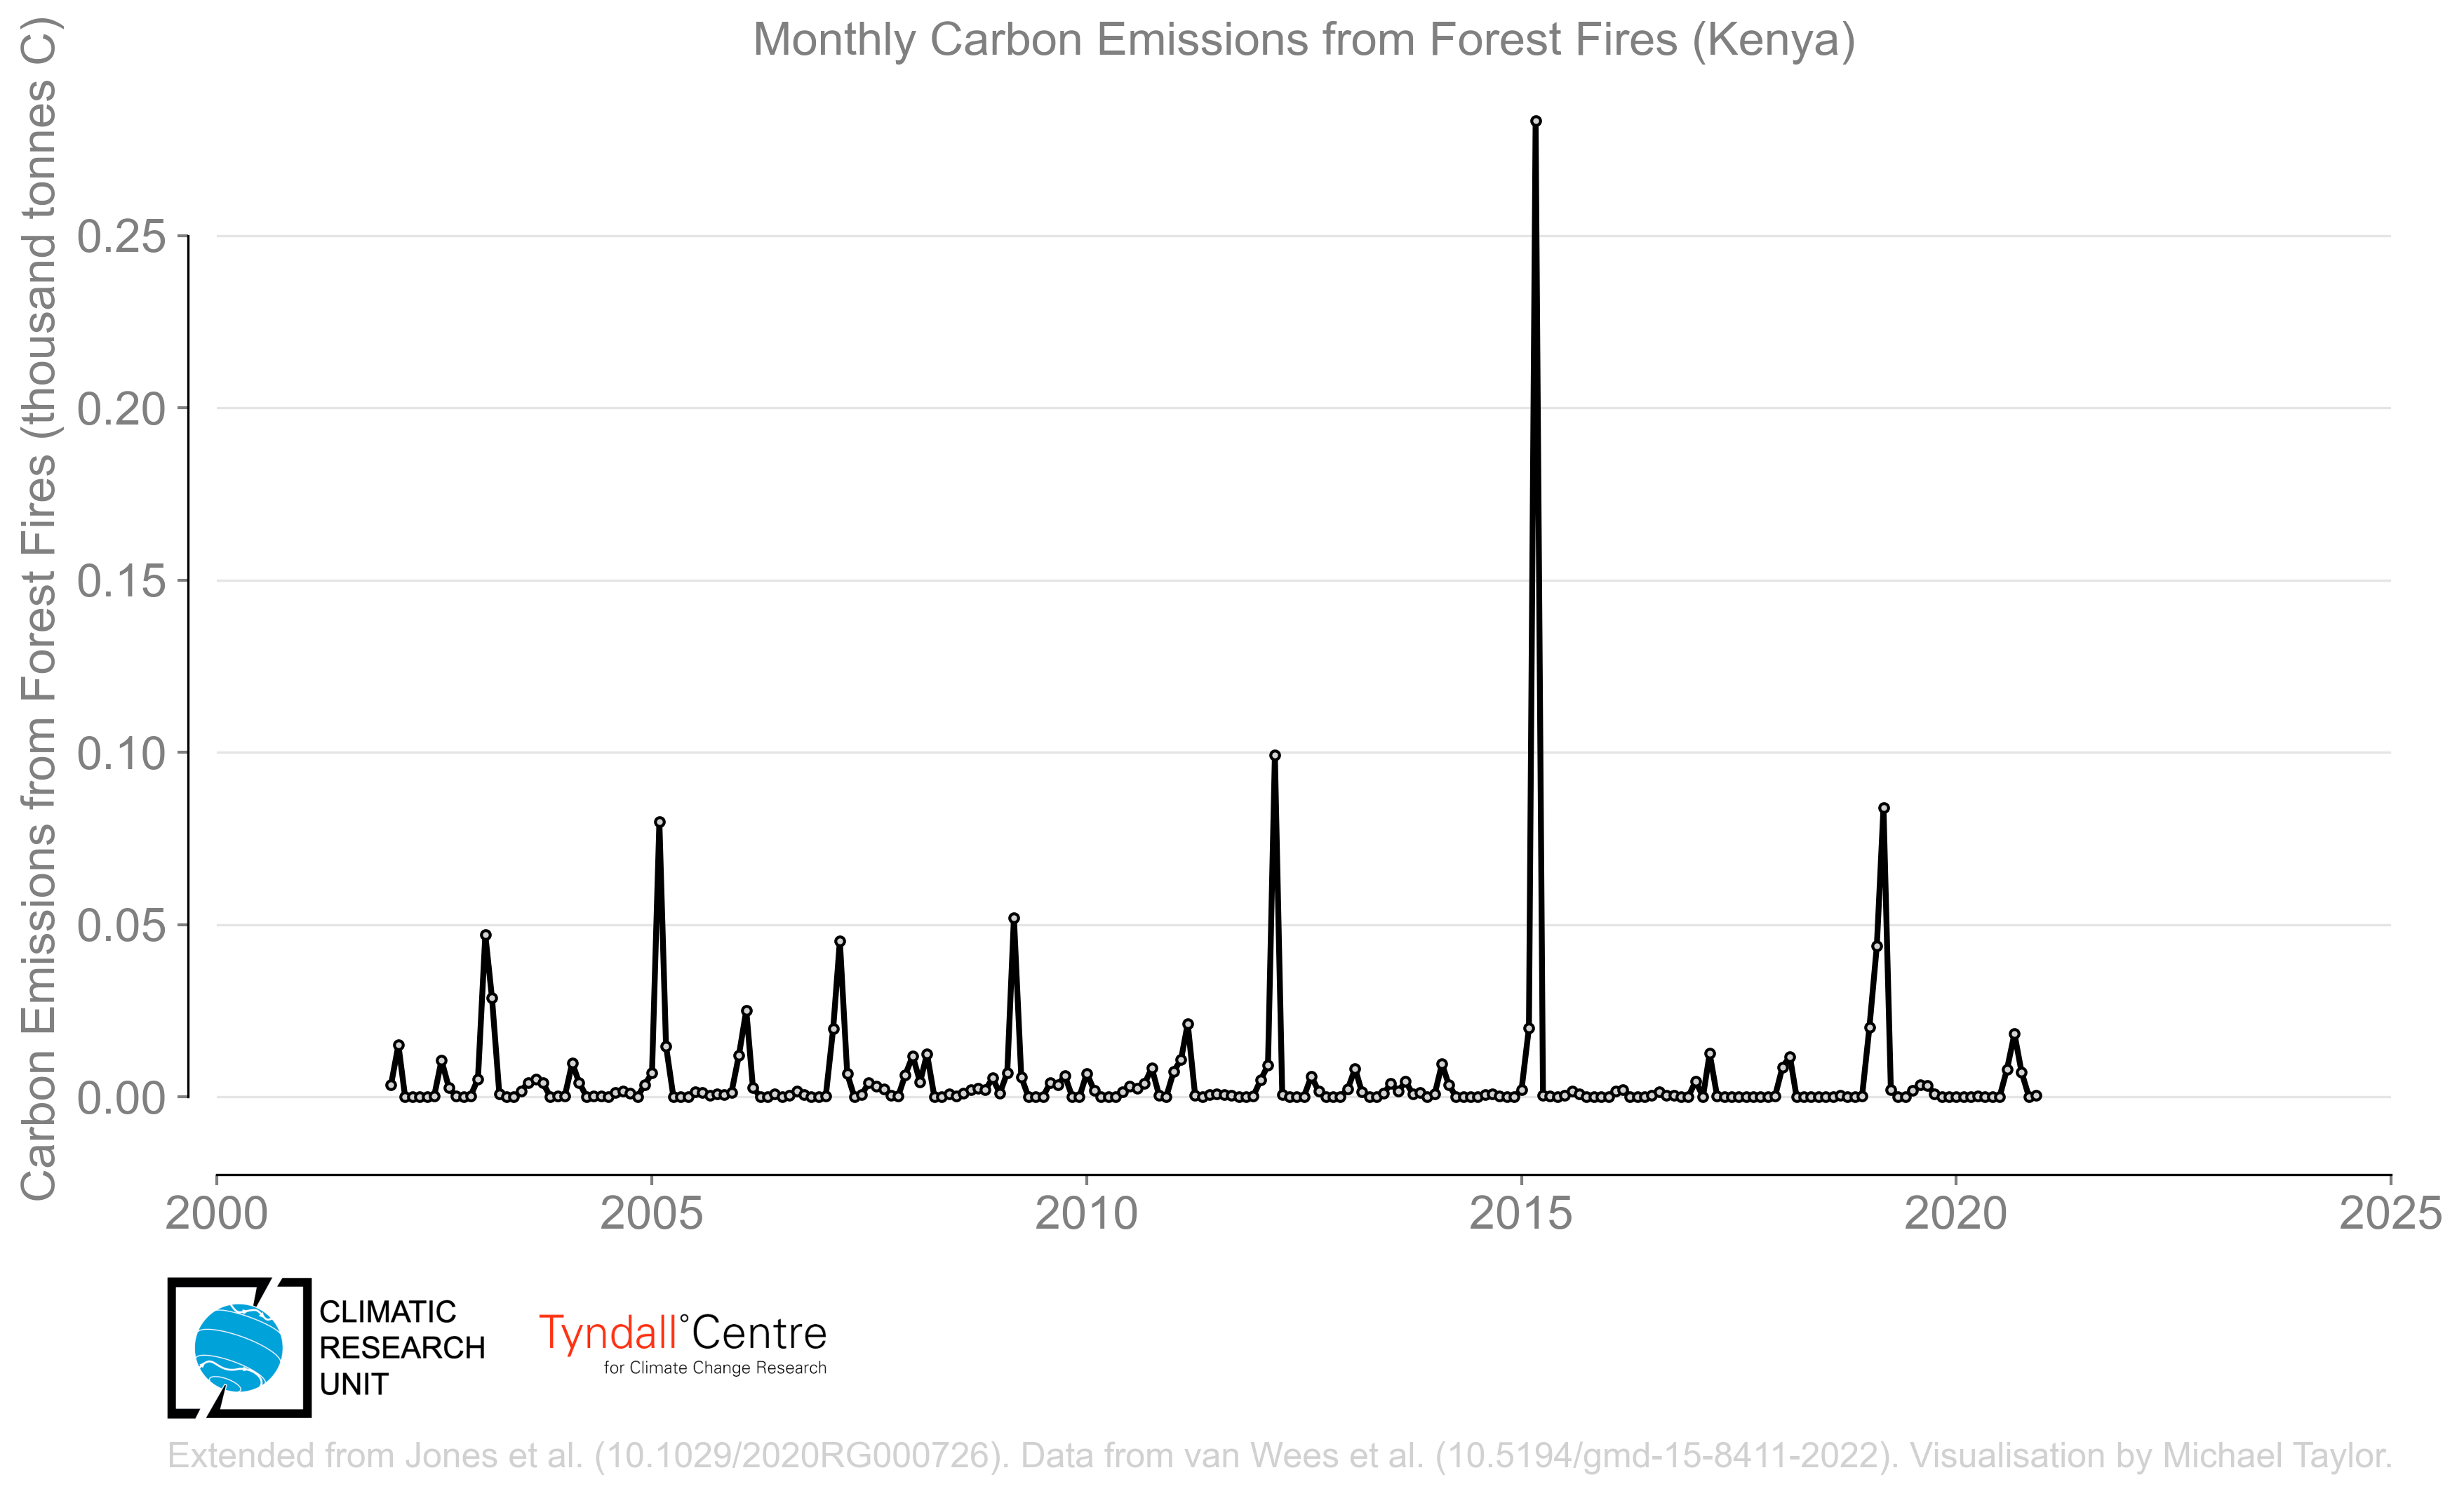 Monthly Carbon Emissions from Forest Fires (Kenya)
Carbon Emissions from Forest Fires (thousand tonnes C)
0.25
0.20
0.15
0.10
0.05
0.00
2000 2005 2010 2015 2020 2025
CLIMATIC
RESEARCH
UNIT
Tyndall°Centre
for Climate Change Research
Extended from Jones et al. (10.1029/2020RG000726). Data from van Wees et al. (10.5194/gmd-15-8411-2022). Visualisation by Michael Taylor.